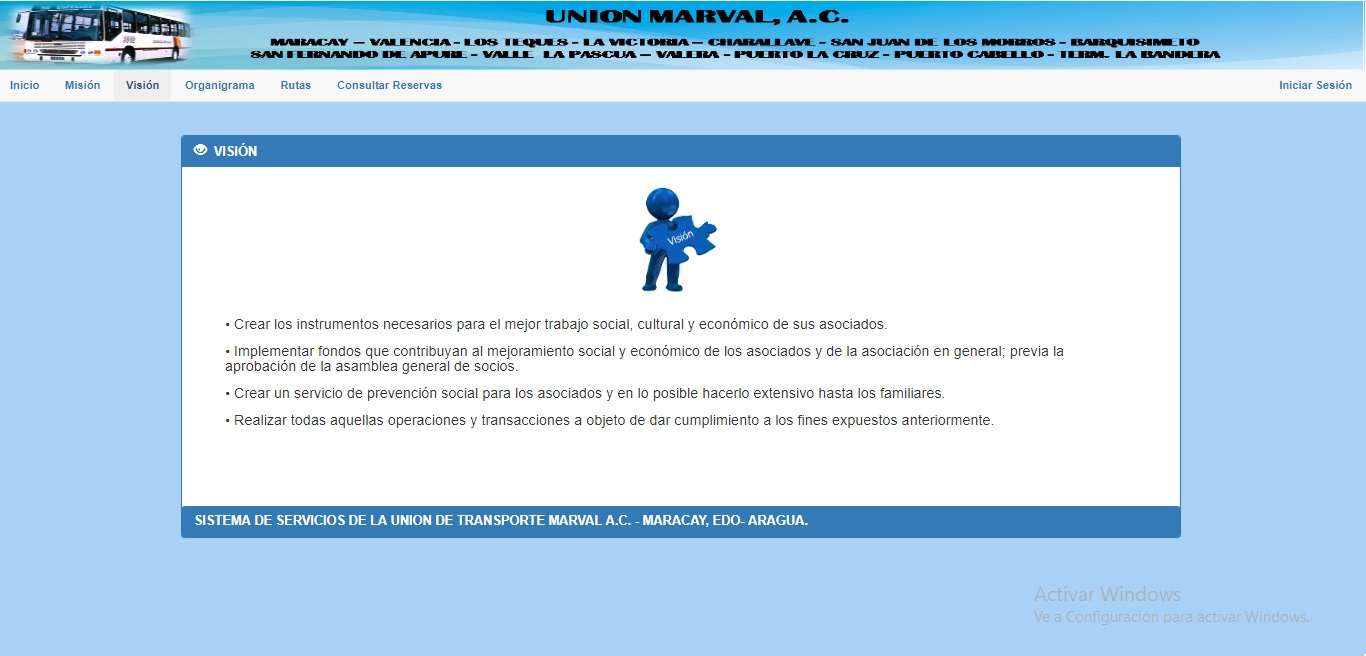 UNION MARVAL, A.C.
MARACAY – VALENCIA - LOS TEQUES - LA VICTORIA – CHARALLAVE - SAN JUAN DE LOS MORROS - BARQUISIMETO
SAN FERNANDO DE APURE - VALLE LA PASCUA – VALERA - PUERTO LA CRUZ - PUERTO CABELLO - TERM. LA BANDERA
Inicio Misión Visión Organigrama Rutas Consultar Reservas Iniciar Sesión
VISIÓN
Visión
• Crear los instrumentos necesarios para el mejor trabajo social, cultural y económico de sus asociados.
• Implementar fondos que contribuyan al mejoramiento social y económico de los asociados y de la asociación en general; previa la
aprobación de la asamblea general de socios.
• Crear un servicio de prevención social para los asociados y en lo posible hacerlo extensivo hasta los familiares.
• Realizar todas aquellas operaciones y transacciones a objeto de dar cumplimiento a los fines expuestos anteriormente.
SISTEMA DE SERVICIOS DE LA UNION DE TRANSPORTE MARVAL A.C. - MARACAY, EDO- ARAGUA.
Activar Windows
Ve a Configuración para activar Windows.